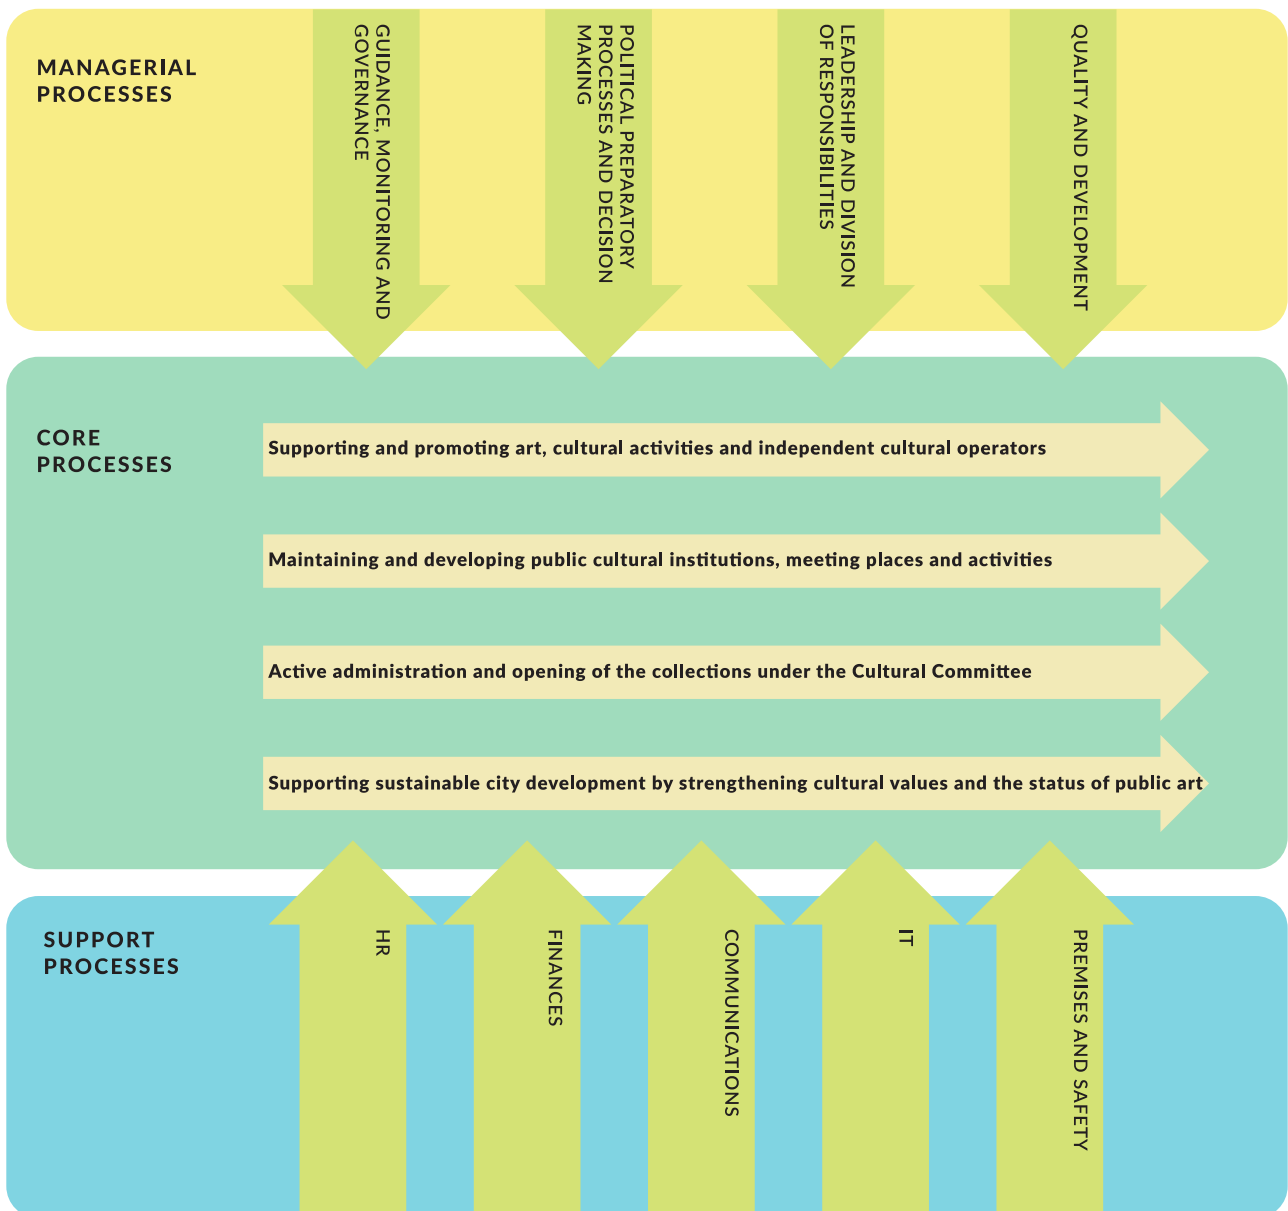 MANAGERIAL
PROCESSES
GUIDANCE, MONITORING AND
GOVERNANCE
POLITICAL PREPARATORY
PROCESSES AND DECISION
MAKING
LEADERSHIP AND DIVISION
OF RESPONSIBILITIES
QUALITY AND DEVELOPMENT
CORE
PROCESSES
Supporting and promoting art, cultural activities and independent cultural operators
Maintaining and developing public cultural institutions, meeting places and activities
Active administration and opening of the collections under the Cultural Committee
Supporting sustainable city development by strengthening cultural values and the status of public art
SUPPORT
PROCESSES
HR
FINANCES
COMMUNICATIONS
IT
PREMISES AND SAFETY